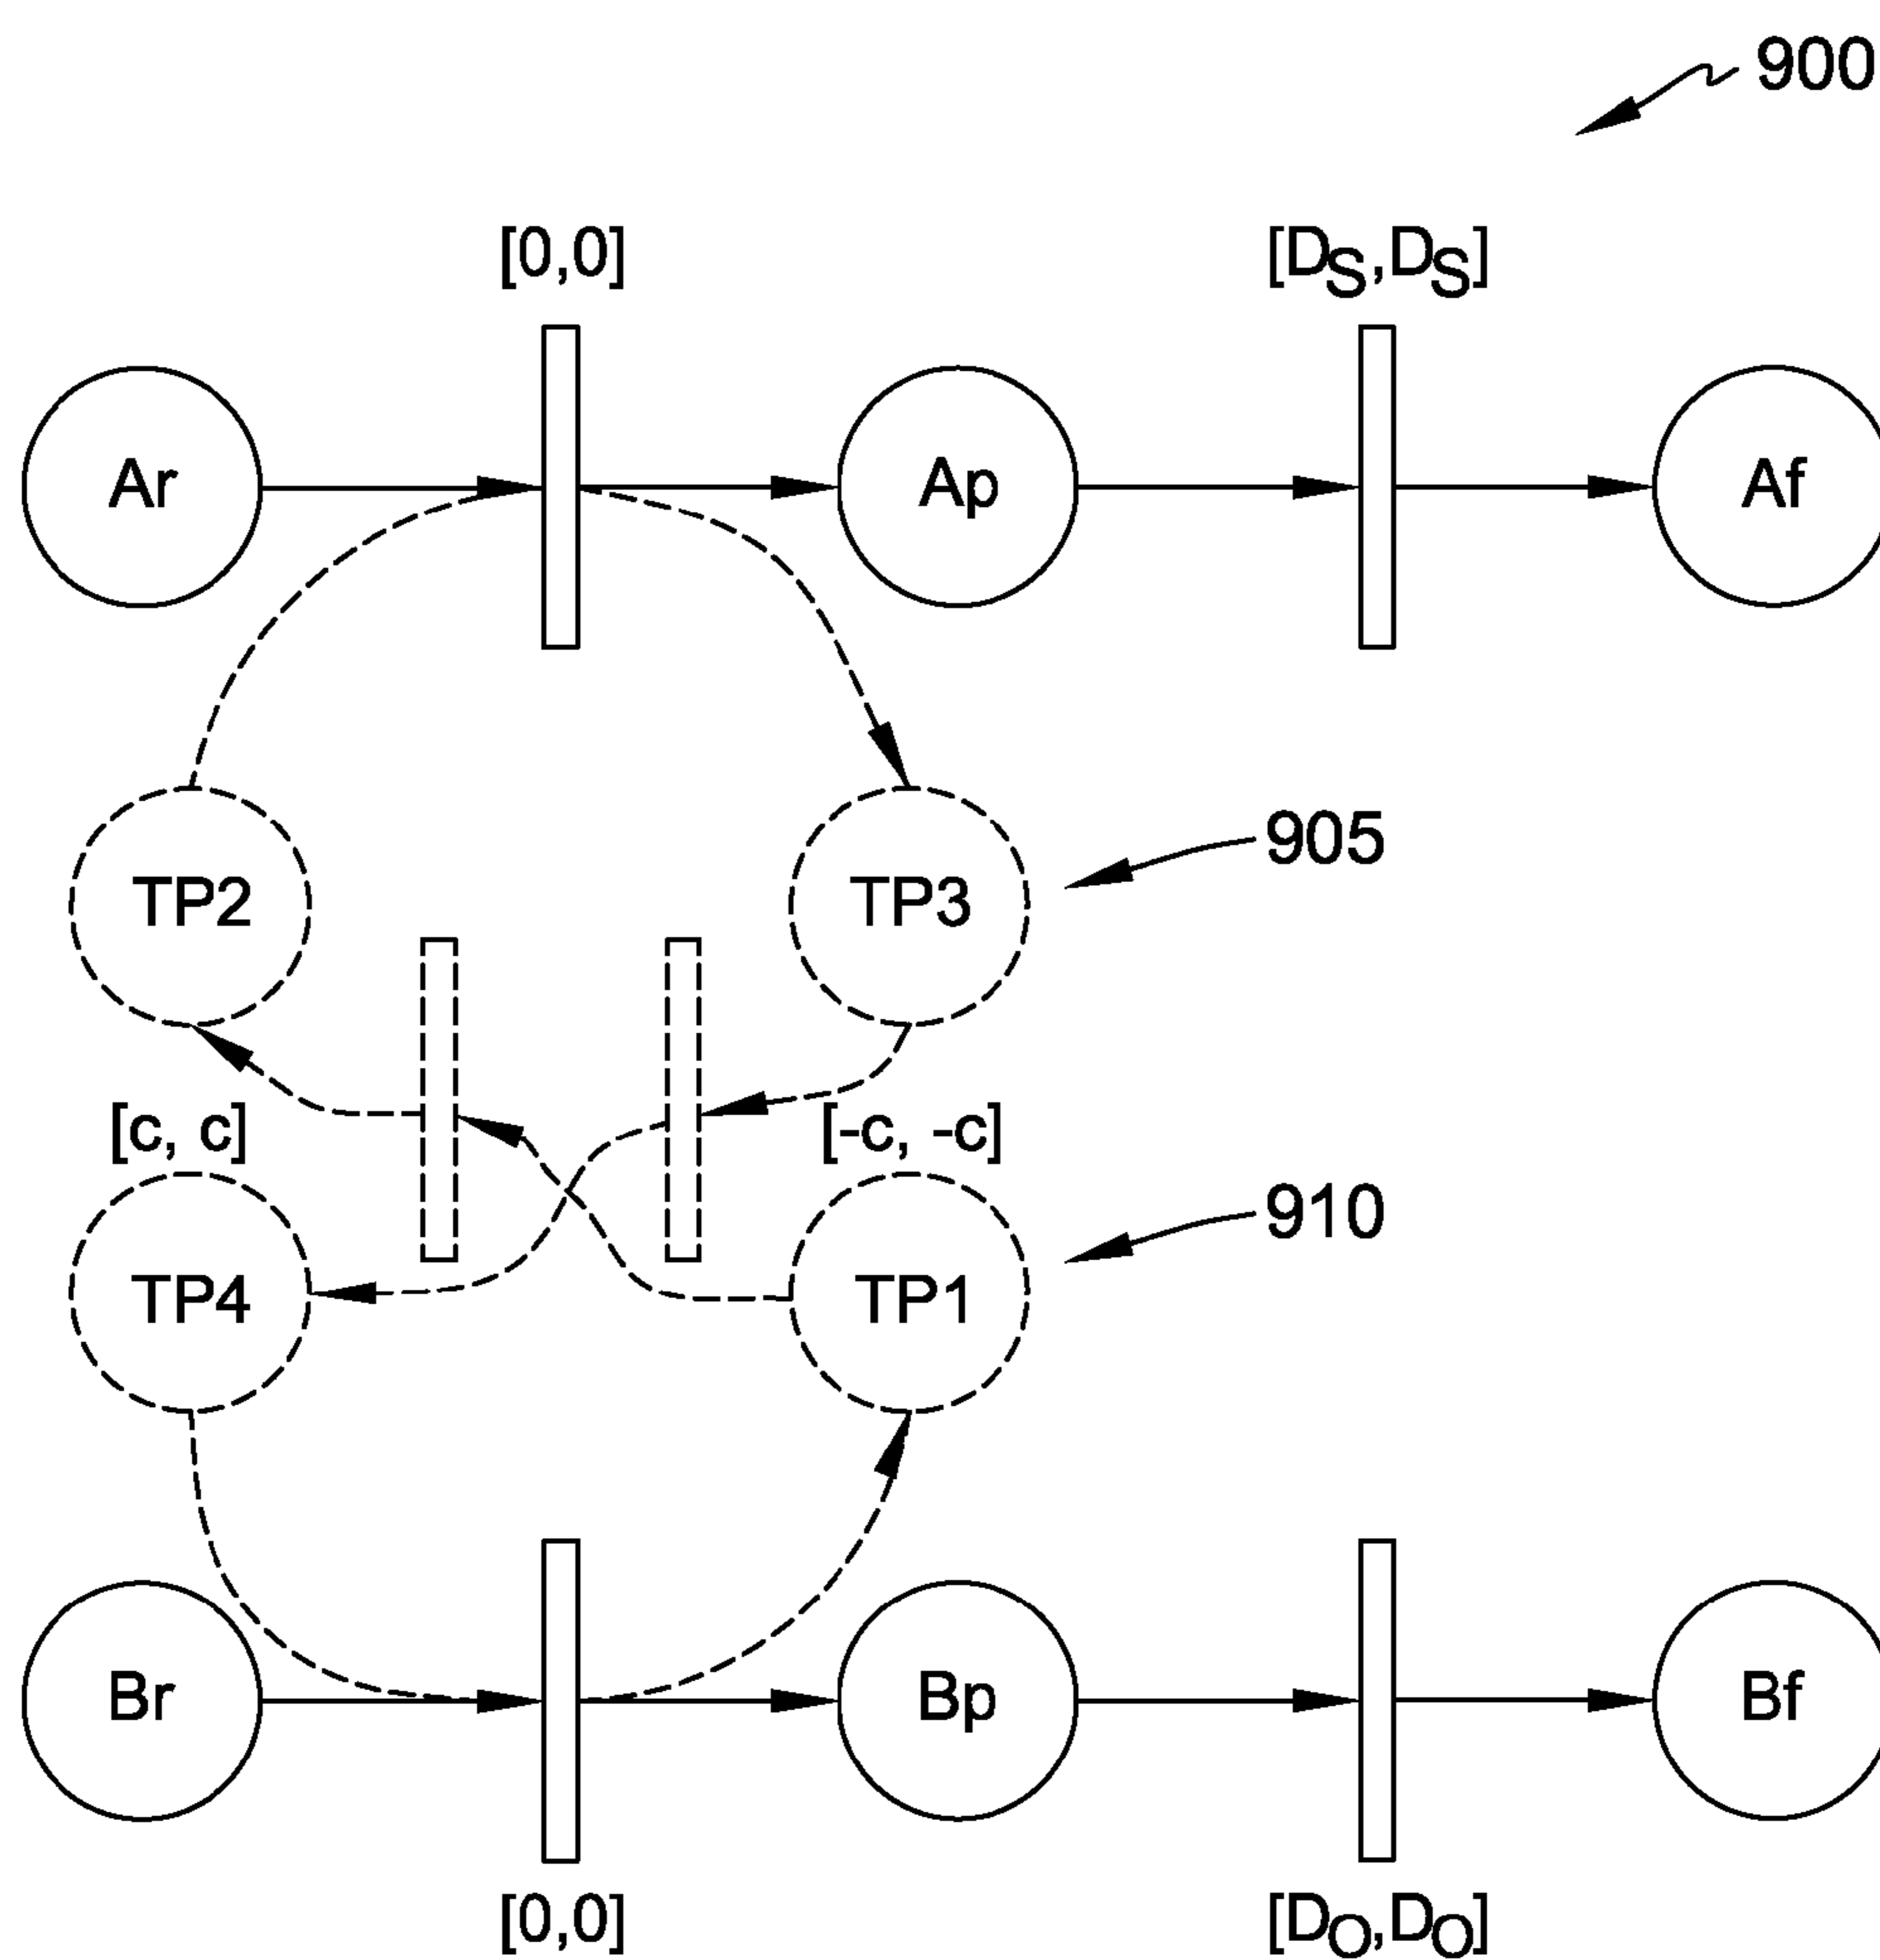 900
[0,0]
[DS,DS]
Ar
Ap
Af
905
TP2
TP3
[c, c]
[-c, -c]
910
TP4
TP1
Br
Bp
Bf
[0,0]
[DO,DO]